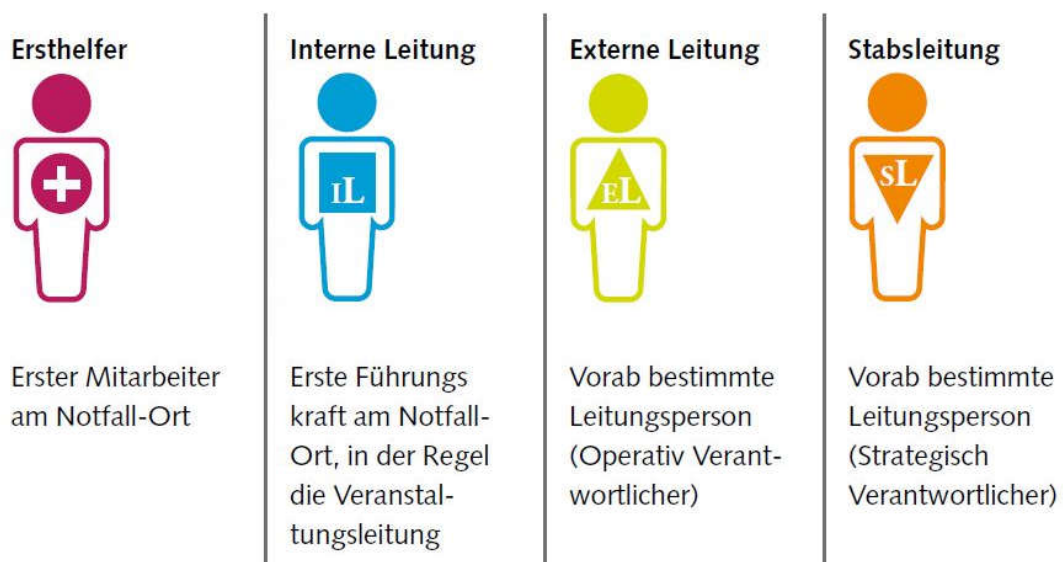 Ersthelfer
Erster Mitarbeiter
am Notfall-Ort
Interne Leitung
IL
Erste Führungs
kraft am Notfall-
Ort, in der Regel
die Veranstal-
tungsleitung
Externe Leitung
EL
Vorab bestimmte
Leitungsperson
(Operativ Verant-
wortlicher)
Stabsleitung
SL
Vorab bestimmte
Leitungsperson
(Strategisch
Verantwortlicher)